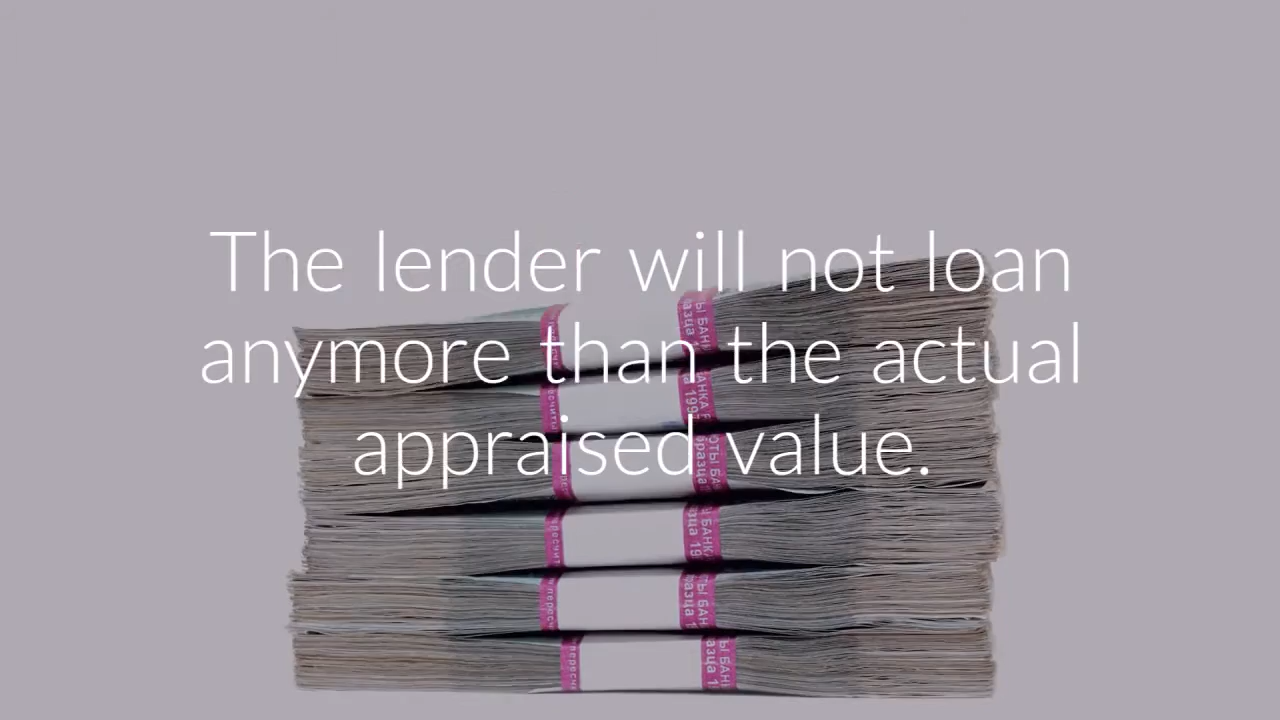 The lender will not loan
anymore than the actual
appraised value.